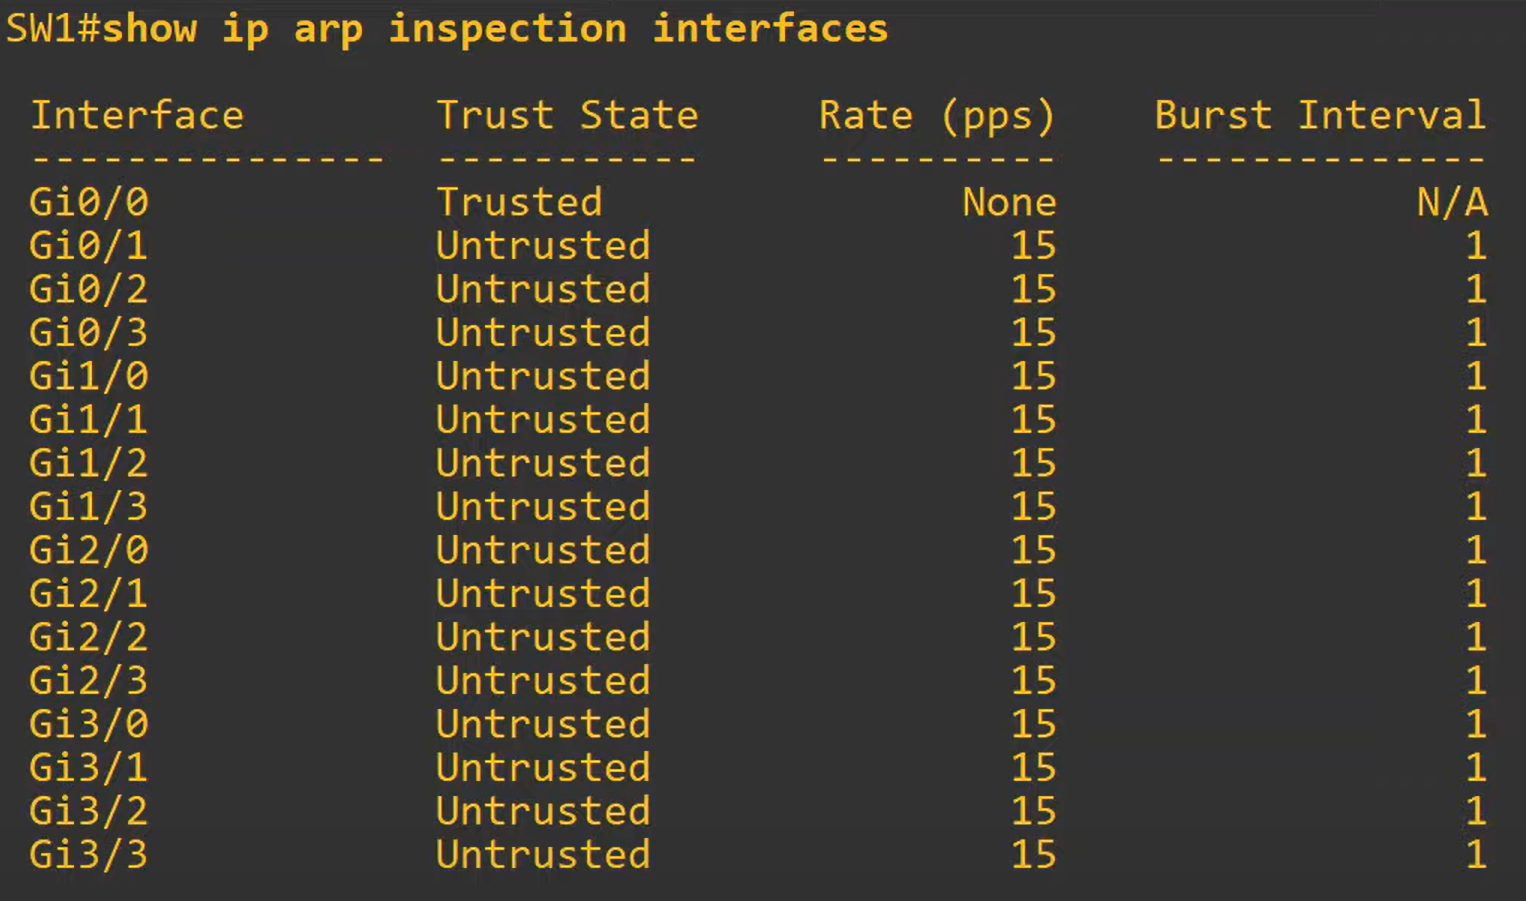 SW1#show ip arp inspection interfaces
Interface Trust State Rate (pps) Burst Interval
--------------- ----------- ---------- --------------
Gi0/0 Trusted None N/A
Gi0/1 Untrusted 15 1
Gi0/2 Untrusted 15 1
Gi0/3 Untrusted 15 1
Gi1/0 Untrusted 15 1
Gi1/1 Untrusted 15 1
Gi1/2 Untrusted 15 1
Gi1/3 Untrusted 15 1
Gi2/0 Untrusted 15 1
Gi2/1 Untrusted 15 1
Gi2/2 Untrusted 15 1
Gi2/3 Untrusted 15 1
Gi3/0 Untrusted 15 1
Gi3/1 Untrusted 15 1
Gi3/2 Untrusted 15 1
Gi3/3 Untrusted 15 1